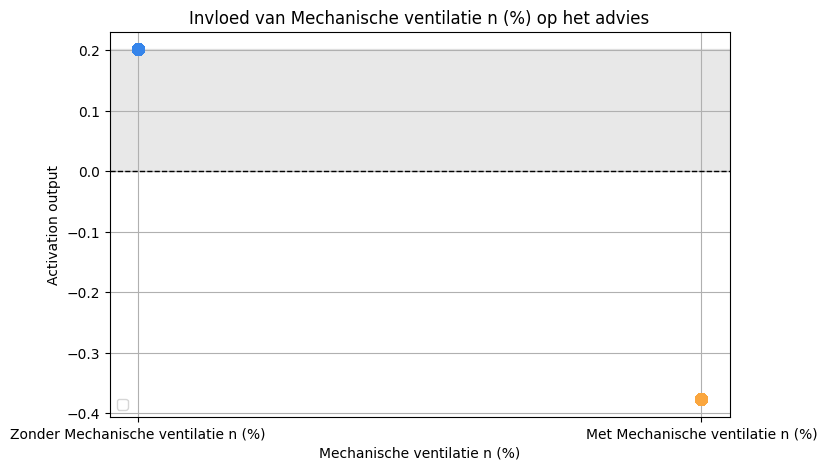 Invloed van Mechanische ventilatie n (%) op het advies
0.2
0.1
0.0
−0.1
−0.2
−0.3
−0.4
Activation output
Zonder Mechanische ventilatie n (%)
Met Mechanische ventilatie n (%)
Mechanische ventilatie n (%)